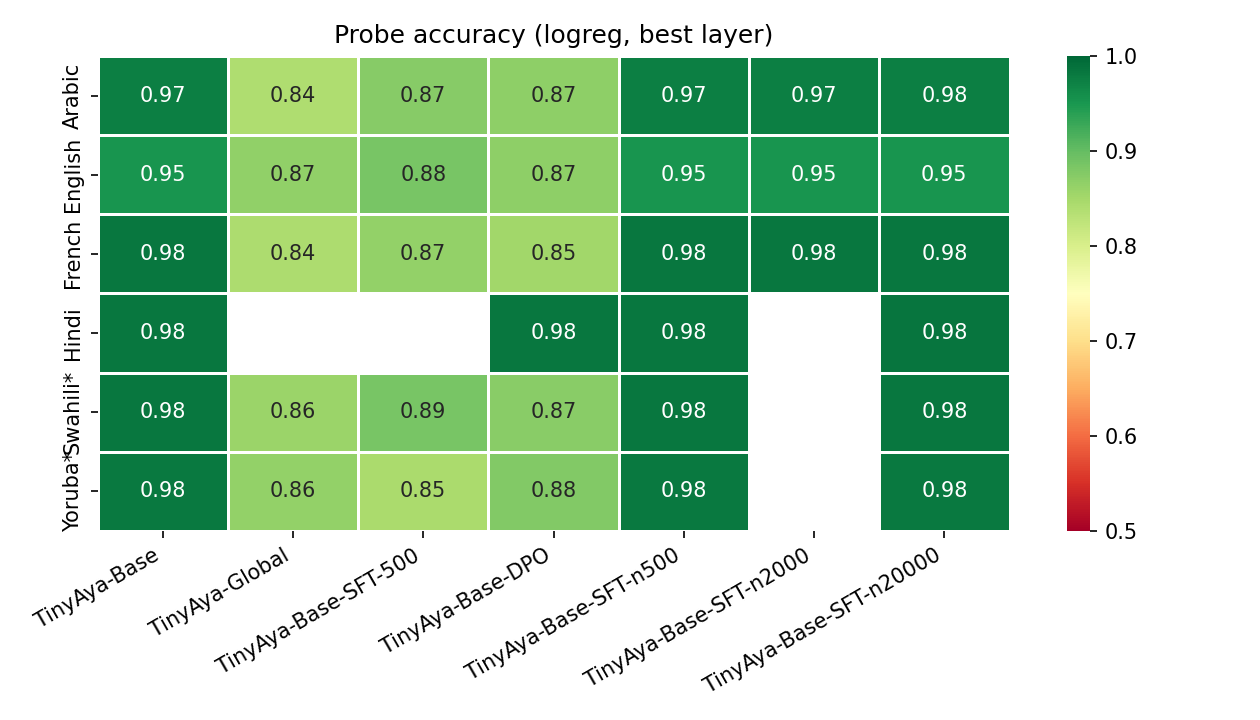 Probe accuracy (logreg, best layer)
Arabic 0.97 0.84 0.87 0.87 0.97 0.97 0.98
English 0.95 0.87 0.88 0.87 0.95 0.95 0.95
French 0.98 0.84 0.87 0.85 0.98 0.98 0.98
Hindi 0.98 0.98 0.98 0.98
Swahili* 0.98 0.86 0.89 0.87 0.98 0.98
Yoruba* 0.98 0.86 0.85 0.88 0.98 0.98
TinyAya-Base
TinyAya-Global
TinyAya-Base-SFT-500
TinyAya-Base-DPO
TinyAya-Base-SFT-n500
TinyAya-Base-SFT-n2000
TinyAya-Base-SFT-n20000
1.0
0.9
0.8
0.7
0.6
0.5